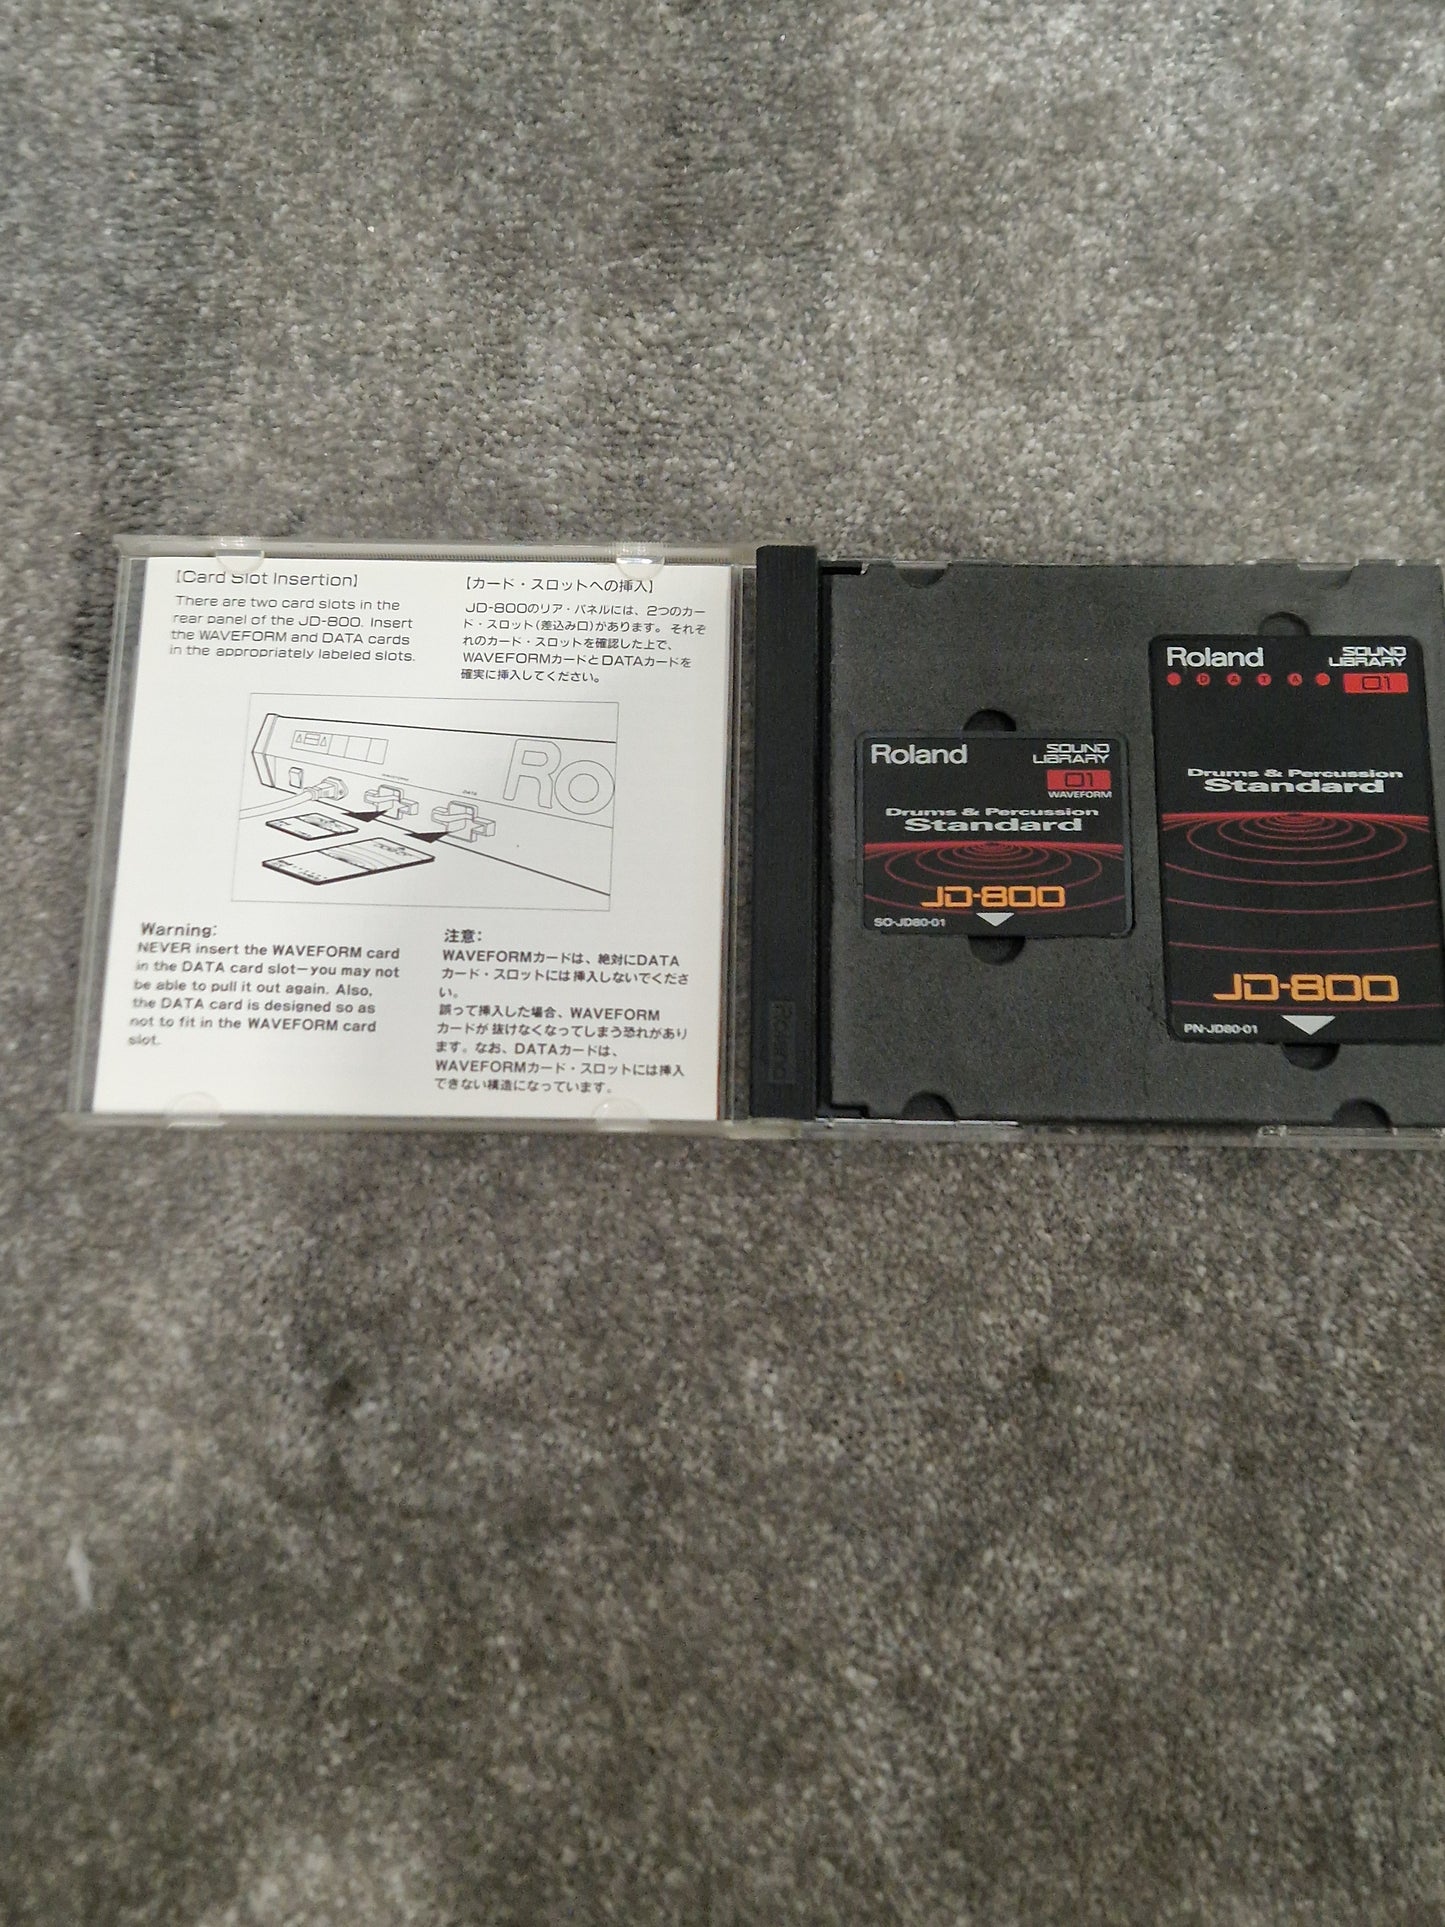 【Card Slot Insertion】
There are two card slots in the
rear panel of the JD-800. Insert
the WAVEFORM and DATA cards
in the appropriately labeled slots.
【カード・スロットへの挿入】
JD-800のリア・パネルには、2つのカー
ド・スロット(差込み口)があります。それぞ
れのカード・スロットを確認した上で、
WAVEFORMカードとDATAカードを
確実に挿入してください。
WAVEFORM
DATA
Ro
Warning:
NEVER insert the WAVEFORM card
in the DATA card slot—you may not
be able to pull it out again. Also,
the DATA card is designed so as
not to fit in the WAVEFORM card
slot.
注意:
WAVEFORMカードは、絶対にDATA
カード・スロットには挿入しないでくださ
い。
誤って挿入した場合、WAVEFORM
カードが抜けなくなってしまう恐れがあり
ます。なお、DATAカードは、
WAVEFORMカード・スロットには挿入
できない構造になっています。
Roland
Roland
SOUND
LIBRARY
01
WAVEFORM
Drums & Percussion
Standard
JD-800
SO-JD80-01
Roland
SOUND
LIBRARY
DATA
01
Drums & Percussion
Standard
JD-800
PN-JD80-01